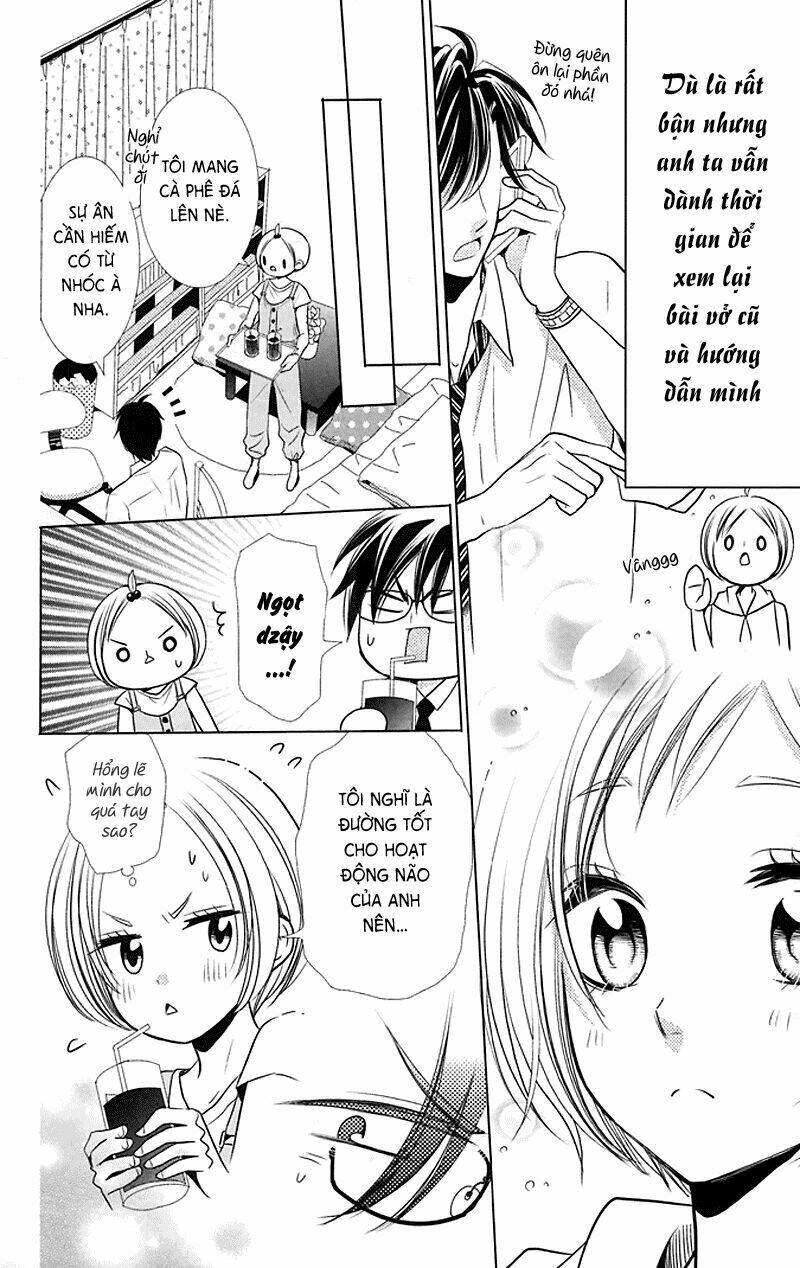 Dù là rất
bận nhưng
anh ta vẫn
dành thời
gian để
xem lại
bài vở cũ
và hướng
dẫn mình
Đừng quên
ôn lại phần
đó nhá!
Vânggg
TÔI MANG
CÀ PHÊ ĐÁ
LÊN NÈ.
Nghỉ
chút
đi
SỰ ÂN
CẦN HIẾM
CÓ TỪ
NHÓC À
NHA.
Ngọt
dzậy
...!
TÔI NGHĨ LÀ
ĐƯỜNG TỐT
CHO HOẠT
ĐỘNG NÃO
CỦA ANH
NÊN...
Hổng lẽ
mình cho
quá tay
sao?